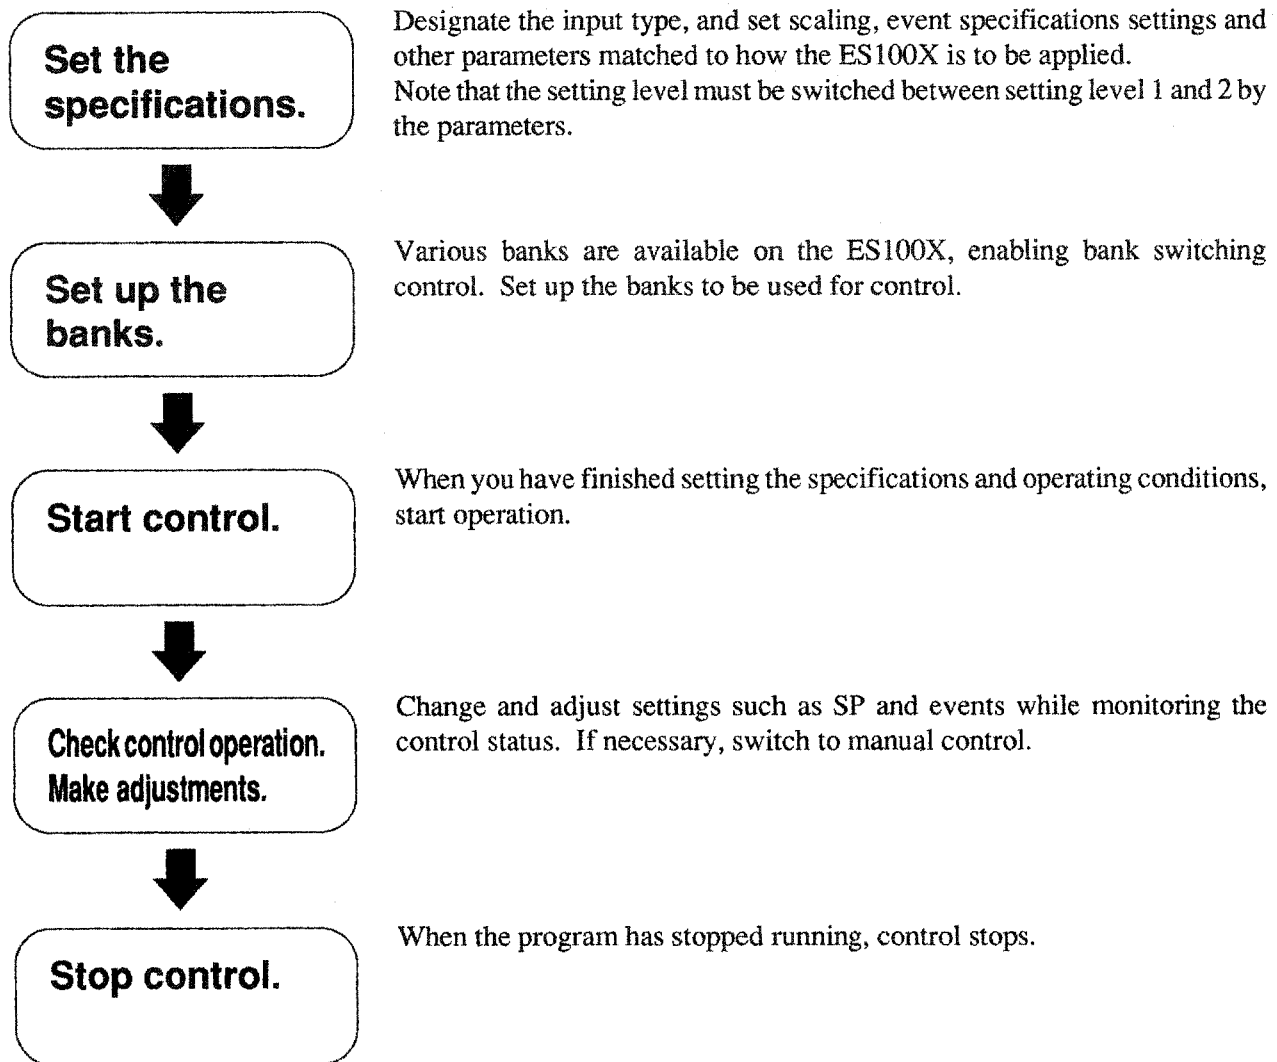 Set the
specifications.
Designate the input type, and set scaling, event specifications settings and
other parameters matched to how the ES100X is to be applied.
Note that the setting level must be switched between setting level 1 and 2 by
the parameters.
Set up the
banks.
Various banks are available on the ES100X, enabling bank switching
control. Set up the banks to be used for control.
Start control.
When you have finished setting the specifications and operating conditions,
start operation.
Check control operation.
Make adjustments.
Change and adjust settings such as SP and events while monitoring the
control status. If necessary, switch to manual control.
Stop control.
When the program has stopped running, control stops.